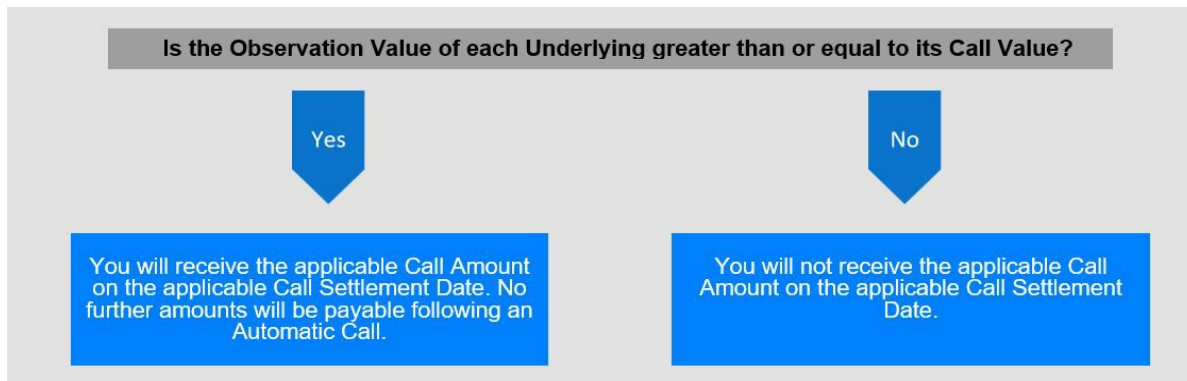 Is the Observation Value of each Underlying greater than or equal to its Call Value?
Yes
No
You will receive the applicable Call Amount
on the applicable Call Settlement Date. No
further amounts will be payable following an
Automatic Call.
You will not receive the applicable Call
Amount on the applicable Call Settlement
Date.